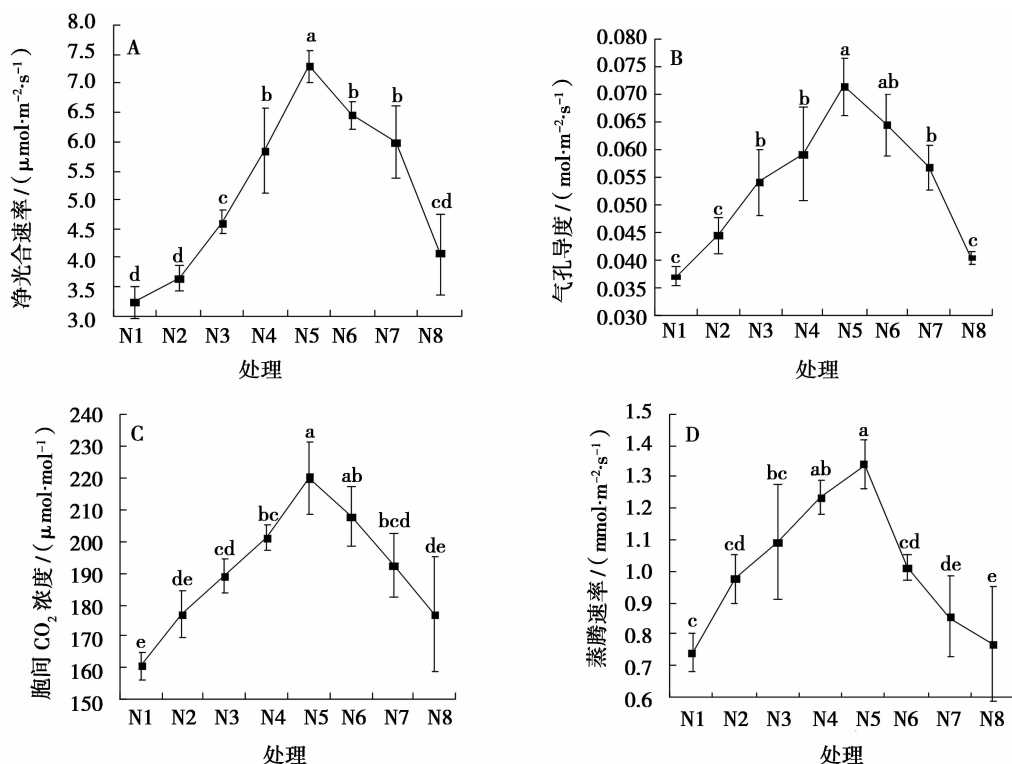 A
净光合速率/(μmol·m⁻²·s⁻¹)
8.0
7.5
7.0
6.5
6.0
5.5
5.0
4.5
4.0
3.5
3.0
d
d
c
b
a
b
b
cd
N1 N2 N3 N4 N5 N6 N7 N8
处理
B
气孔导度/(mol·m⁻²·s⁻¹)
0.080
0.075
0.070
0.065
0.060
0.055
0.050
0.045
0.040
0.035
0.030
c
c
b
b
a
ab
b
c
N1 N2 N3 N4 N5 N6 N7 N8
处理
C
胞间 CO₂ 浓度/(μmol·mol⁻¹)
240
230
220
210
200
190
180
170
160
150
e
de
cd
bc
a
ab
bcd
de
N1 N2 N3 N4 N5 N6 N7 N8
处理
D
蒸腾速率/(mmol·m⁻²·s⁻¹)
1.5
1.4
1.3
1.2
1.1
1.0
0.9
0.8
0.7
0.6
c
cd
bc
ab
a
cd
de
e
N1 N2 N3 N4 N5 N6 N7 N8
处理